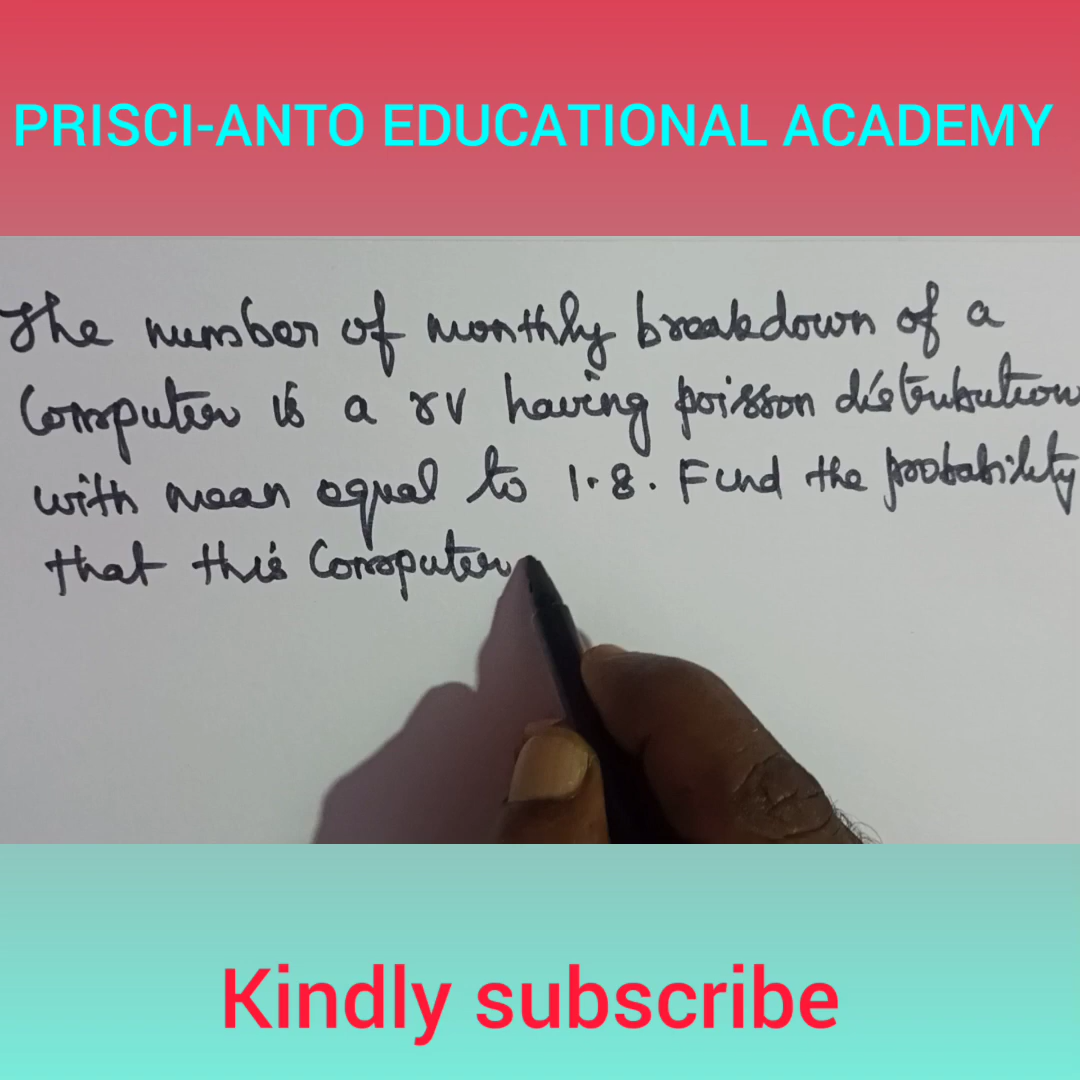 PRISCI-ANTO EDUCATIONAL ACADEMY
The number of monthly breakdown of a
Computer is a rv having poisson distribution
with mean equal to 1.8. Find the probability
that this Computer
Kindly subscribe